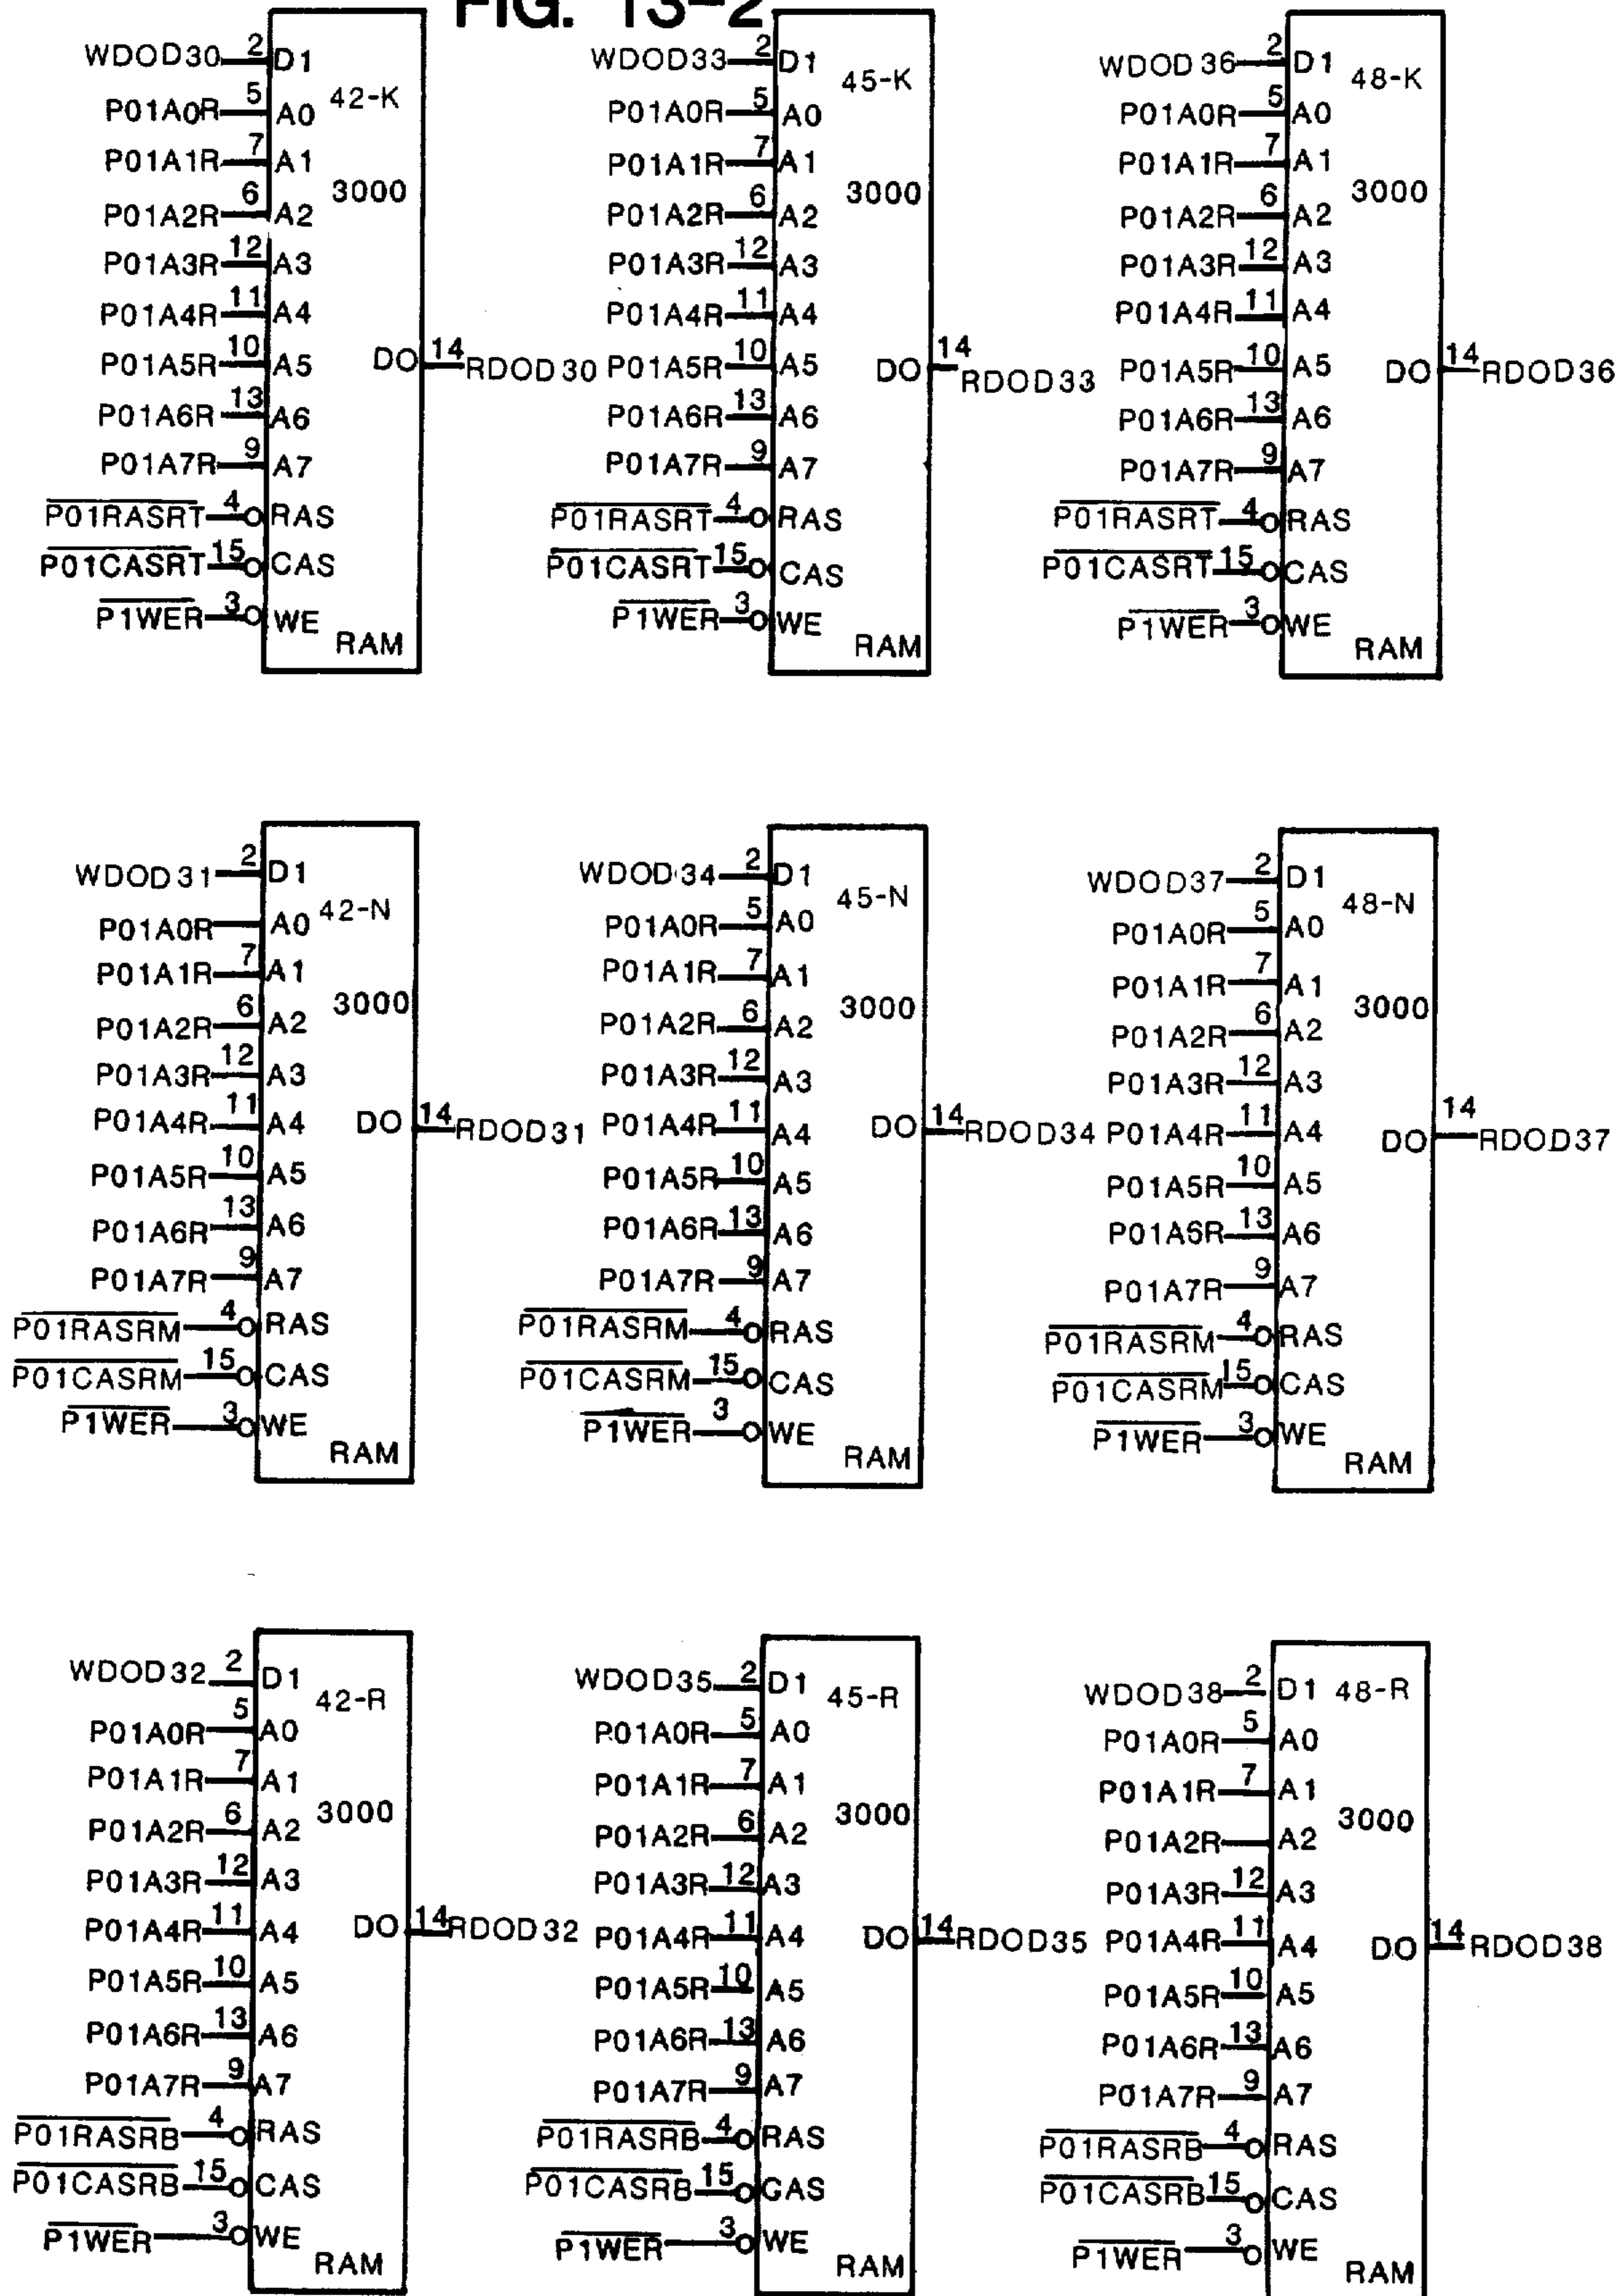 FIG. 13-2
WDOD30 2 D1
42-K
P01A0R 5 A0
P01A1R 7 A1
3000
P01A2R 6 A2
P01A3R 12 A3
P01A4R 11 A4
P01A5R 10 A5
DO 14 RDOD30
P01A6R 13 A6
P01A7R 9 A7
P01RASRT 4 RAS
P01CASRT 15 CAS
P1WER 3 WE
RAM
WDOD33 2 D1
45-K
P01A0R 5 A0
P01A1R 7 A1
3000
P01A2R 6 A2
P01A3R 12 A3
P01A4R 11 A4
P01A5R 10 A5
DO 14 RDOD33
P01A6R 13 A6
P01A7R 9 A7
P01RASRT 4 RAS
P01CASRT 15 CAS
P1WER 3 WE
RAM
WDOD36 2 D1
48-K
P01A0R 5 A0
P01A1R 7 A1
3000
P01A2R 6 A2
P01A3R 12 A3
P01A4R 11 A4
P01A5R 10 A5
DO 14 RDOD36
P01A6R 13 A6
P01A7R 9 A7
P01RASRT 4 RAS
P01CASRT 15 CAS
P1WER 3 WE
RAM
WDOD31 2 D1
42-N
P01A0R A0
P01A1R 7 A1
3000
P01A2R 6 A2
P01A3R 12 A3
P01A4R 11 A4
DO 14 RDOD31
P01A5R 10 A5
P01A6R 13 A6
P01A7R 9 A7
P01RASRM 4 RAS
P01CASRM 15 CAS
P1WER 3 WE
RAM
WDOD34 2 D1
45-N
P01A0R 5 A0
P01A1R 7 A1
3000
P01A2R 6 A2
P01A3R 12 A3
P01A4R 11 A4
DO 14 RDOD34
P01A5R 10 A5
P01A6R 13 A6
P01A7R 9 A7
P01RASRM 4 RAS
P01CASRM 15 CAS
P1WER 3 WE
RAM
WDOD37 2 D1
48-N
P01A0R 5 A0
P01A1R 7 A1
3000
P01A2R 6 A2
P01A3R 12 A3
P01A4R 11 A4
DO 14 RDOD37
P01A5R 10 A5
P01A6R 13 A6
P01A7R 9 A7
P01RASRM 4 RAS
P01CASRM 15 CAS
P1WER 3 WE
RAM
WDOD32 2 D1
42-R
P01A0R 5 A0
P01A1R 7 A1
3000
P01A2R 6 A2
P01A3R 12 A3
P01A4R 11 A4
DO 14 RDOD32
P01A5R 10 A5
P01A6R 13 A6
P01A7R 9 A7
P01RASRB 4 RAS
P01CASRB 15 CAS
P1WER 3 WE
RAM
WDOD35 2 D1
45-R
P01A0R 5 A0
P01A1R 7 A1
3000
P01A2R 6 A2
P01A3R 12 A3
P01A4R 11 A4
DO 14 RDOD35
P01A5R 10 A5
P01A6R 13 A6
P01A7R 9 A7
P01RASRB 4 RAS
P01CASRB 15 CAS
P1WER 3 WE
RAM
WDOD38 2 D1
48-R
P01A0R 5 A0
P01A1R 7 A1
3000
P01A2R A2
P01A3R 12 A3
P01A4R 11 A4
DO 14 RDOD38
P01A5R 10 A5
P01A6R 13 A6
P01A7R 9 A7
P01RASRB 4 RAS
P01CASRB 15 CAS
P1WER 3 WE
RAM